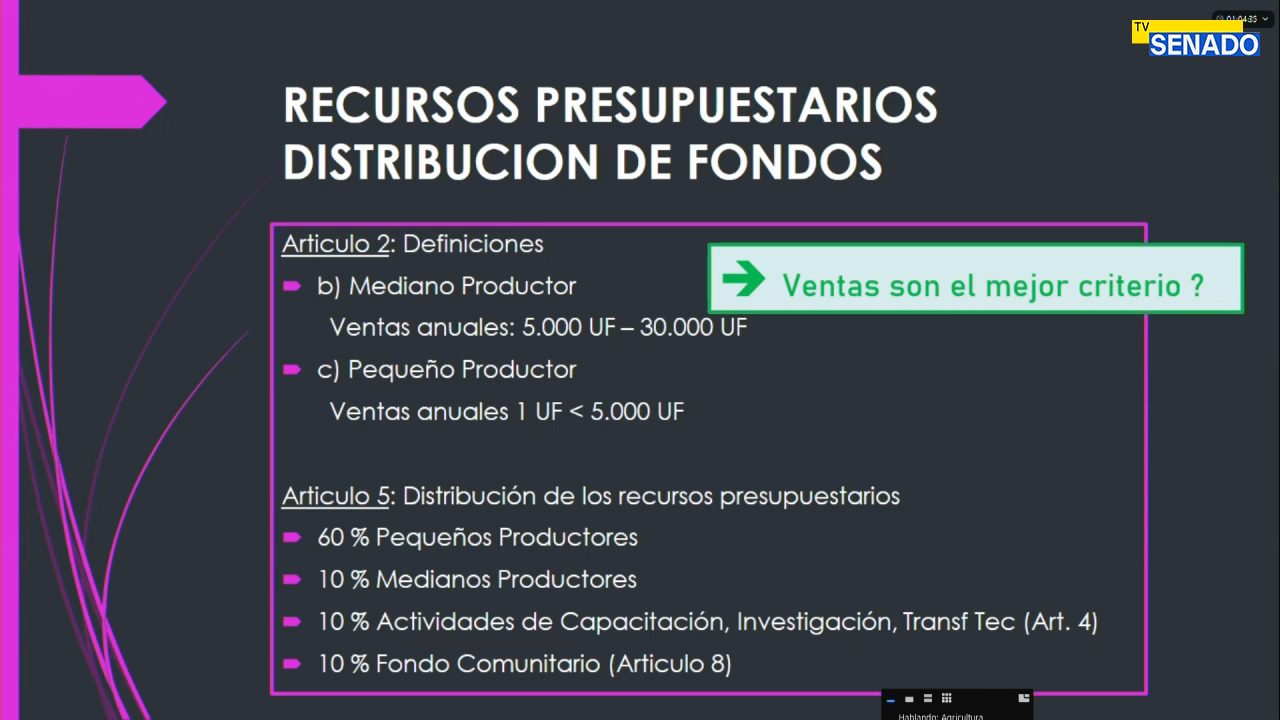 01:04:35
TV
SENADO
RECURSOS PRESUPUESTARIOS
DISTRIBUCION DE FONDOS
Articulo 2: Definiciones
b) Mediano Productor
Ventas son el mejor criterio ?
Ventas anuales: 5.000 UF – 30.000 UF
c) Pequeño Productor
Ventas anuales 1 UF < 5.000 UF
Articulo 5: Distribución de los recursos presupuestarios
60 % Pequeños Productores
10 % Medianos Productores
10 % Actividades de Capacitación, Investigación, Transf Tec (Art. 4)
10 % Fondo Comunitario (Articulo 8)
Hablando: Agricultura